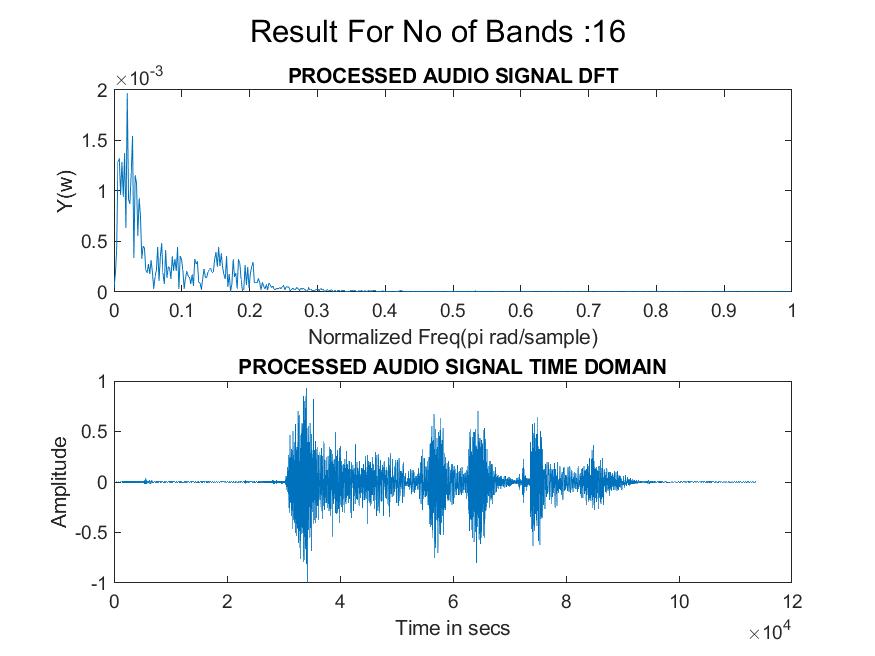 Result For No of Bands :16
×10-3
PROCESSED AUDIO SIGNAL DFT
2
1.5
1
0.5
0
Y(w)
0 0.1 0.2 0.3 0.4 0.5 0.6 0.7 0.8 0.9 1
Normalized Freq(pi rad/sample)
PROCESSED AUDIO SIGNAL TIME DOMAIN
1
0.5
0
-0.5
-1
Amplitude
0 2 4 6 8 10 12
Time in secs
×104